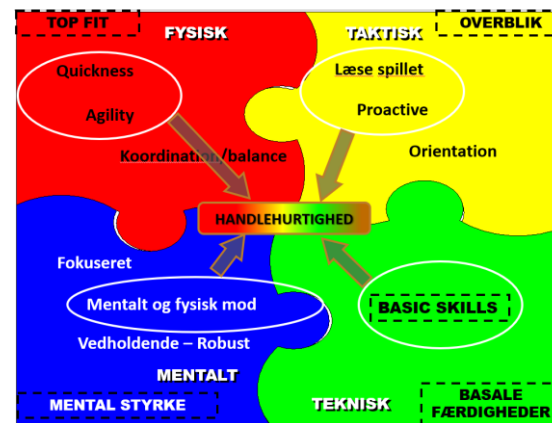 TOP FIT
FYSISK
TAKTISK
OVERBLIK
Quickness
Agility
Koordination/balance
Læse spillet
Proactive
Orientation
HANDLEHURTIGHED
Fokuseret
Mentalt og fysisk mod
Vedholdende – Robust
MENTALT
MENTAL STYRKE
BASIC SKILLS
TEKNISK
BASALE
FÆRDIGHEDER